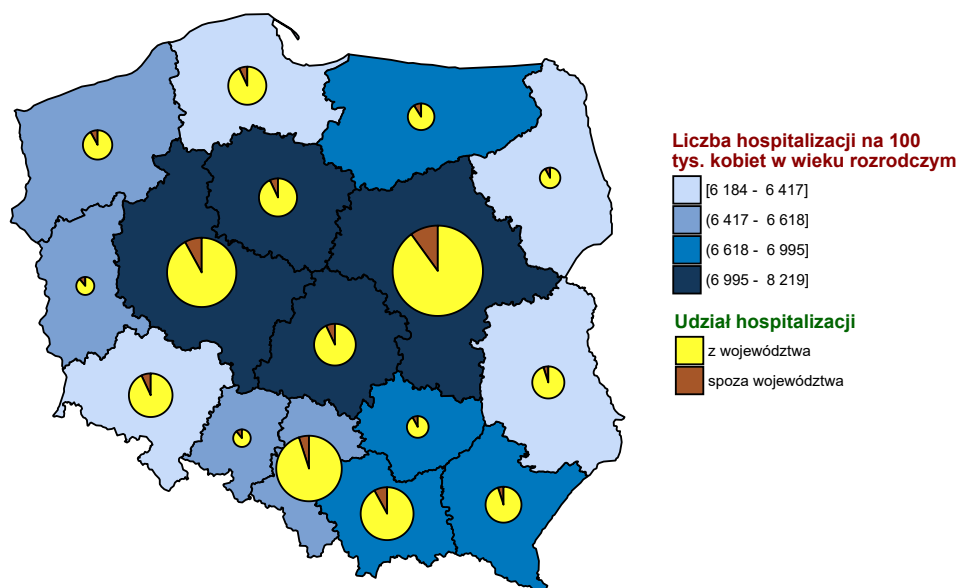 Liczba hospitalizacji na 100
tys. kobiet w wieku rozrodczym
[6 184 - 6 417]
(6 417 - 6 618]
(6 618 - 6 995]
(6 995 - 8 219]
Udział hospitalizacji
z województwa
spoza województwa